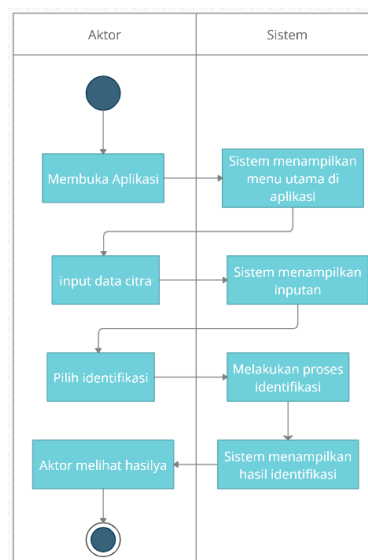 Aktor
Sistem
Membuka Aplikasi
Sistem menampilkan
menu utama di
aplikasi
input data citra
Sistem menampilkan
inputan
Pilih identifikasi
Melakukan proses
identifikasi
Aktor melihat hasilya
Sistem menampilkan
hasil identifikasi